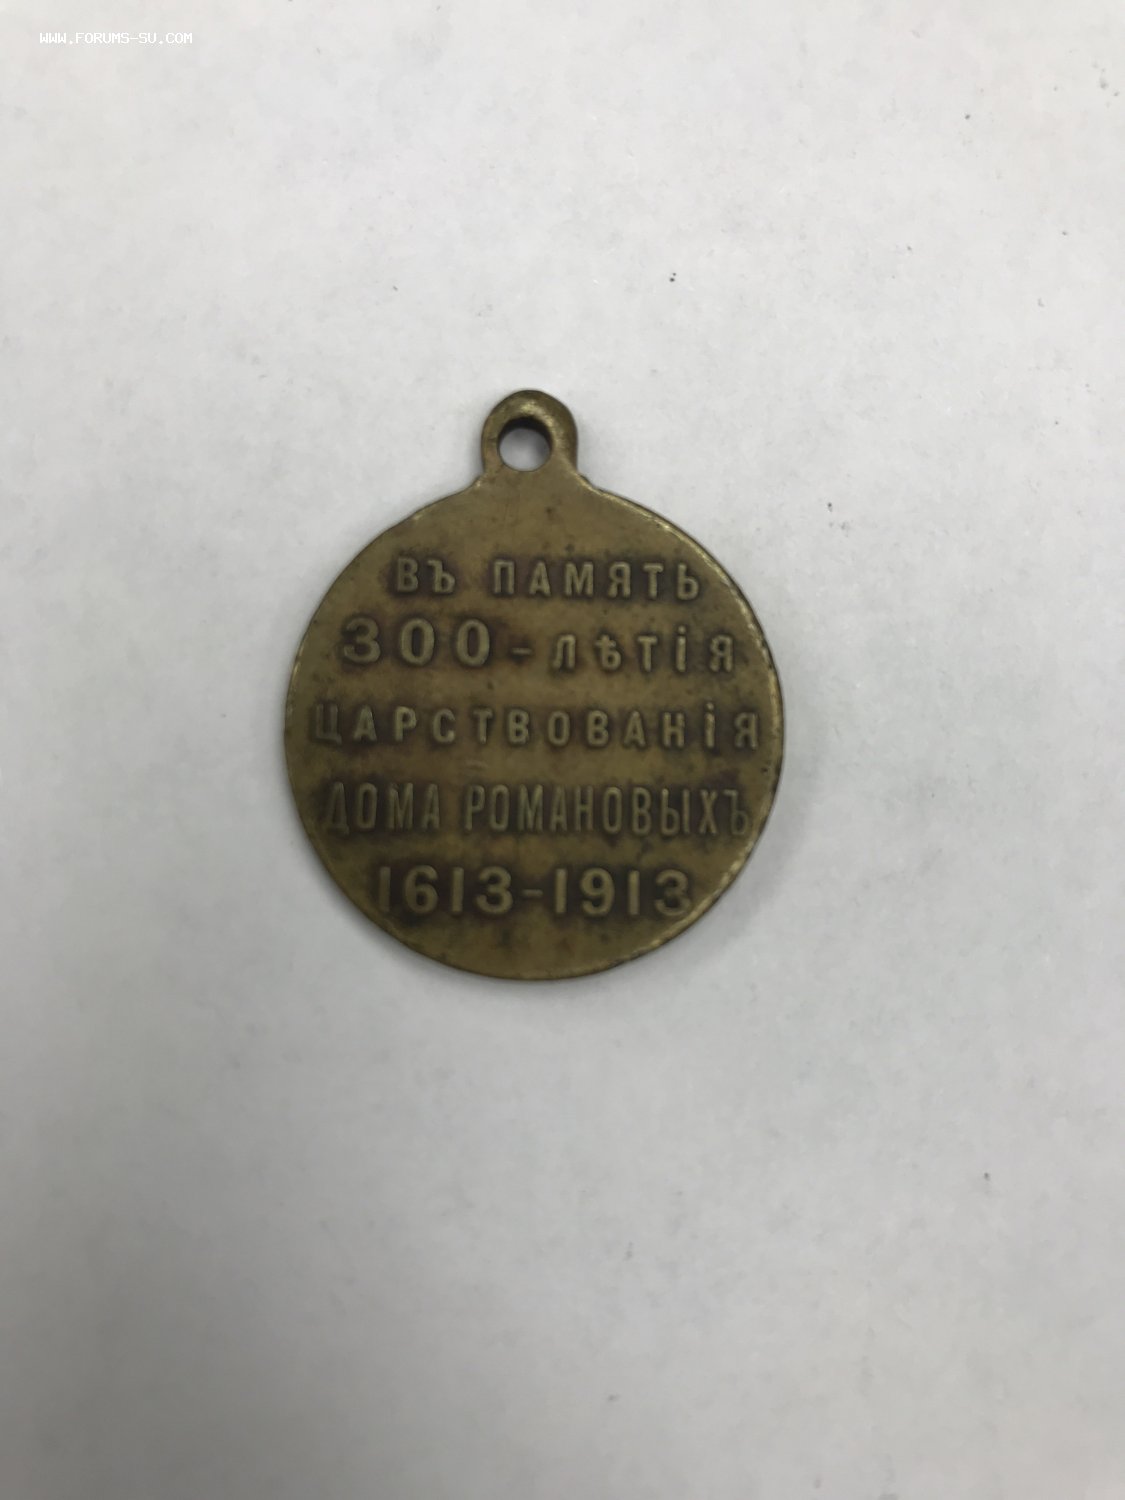 WWW.FORUMS-SU.COM
ВЪ ПАМЯТЬ
300-ЛѢТІЯ
ЦАРСТВОВАНІЯ
ДОМА РОМАНОВЫХЪ
1613-1913